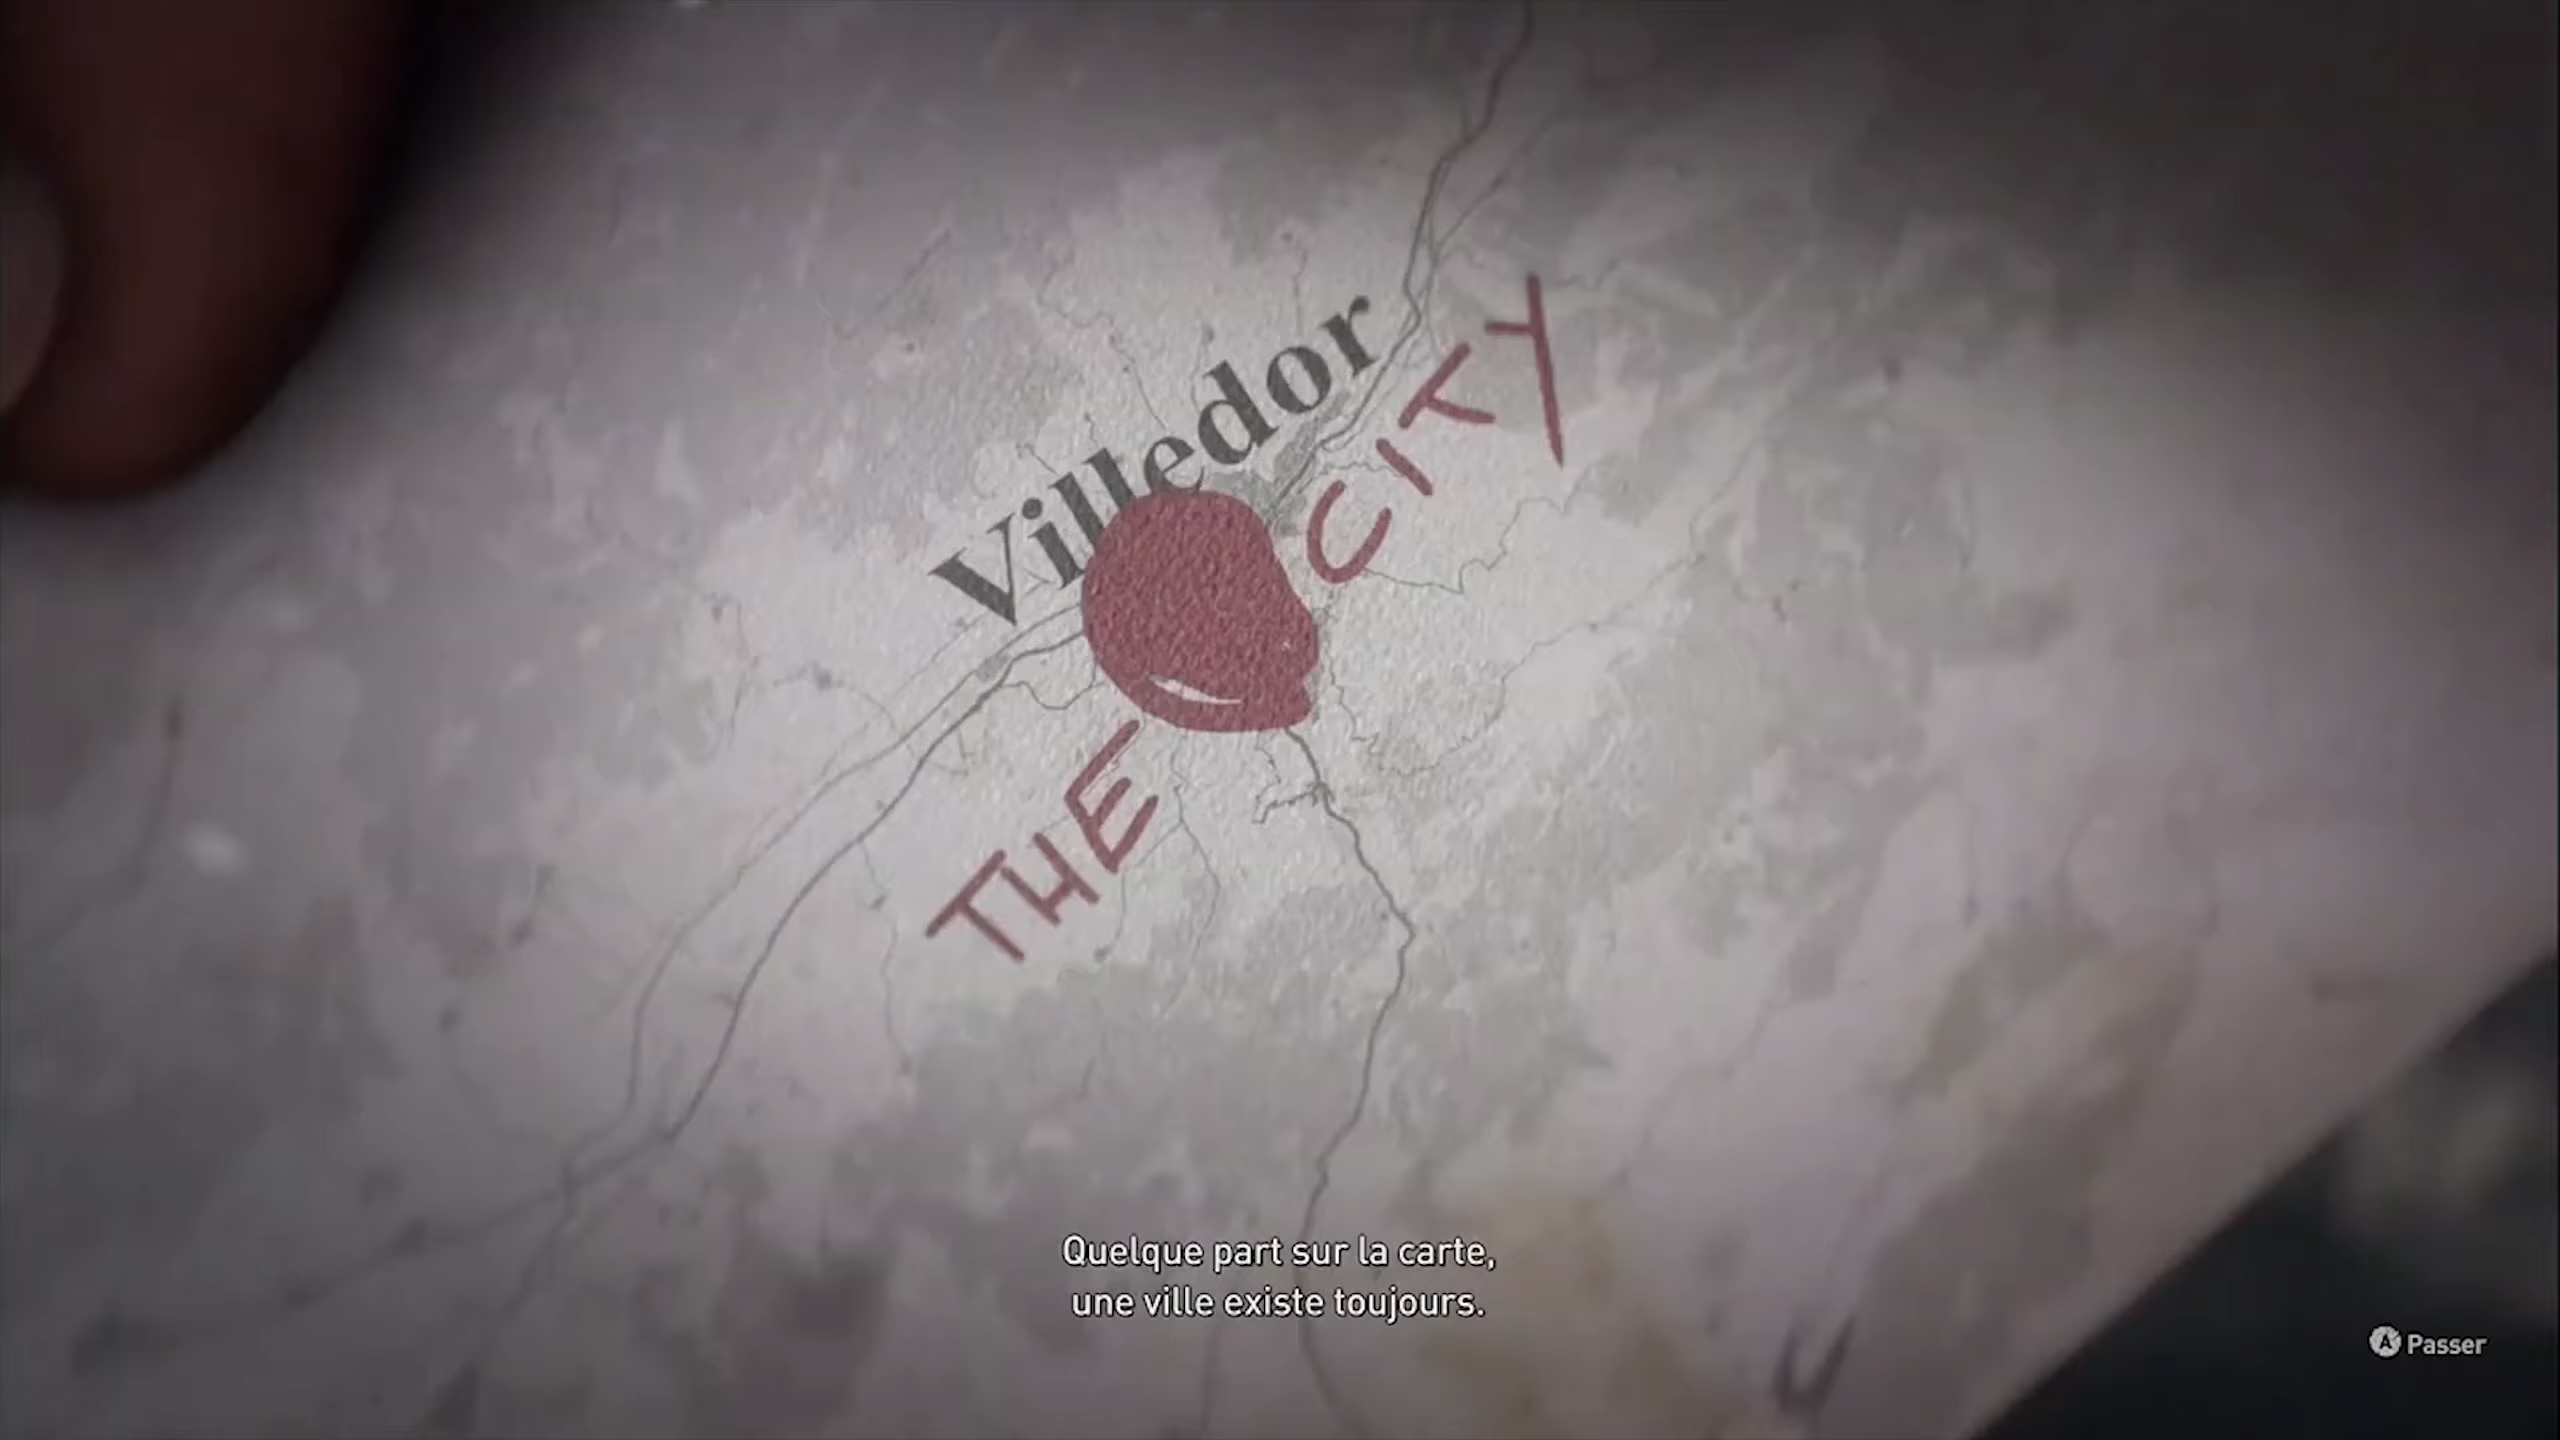 Villedor
THE CITY
Quelque part sur la carte,
une ville existe toujours.
A Passer